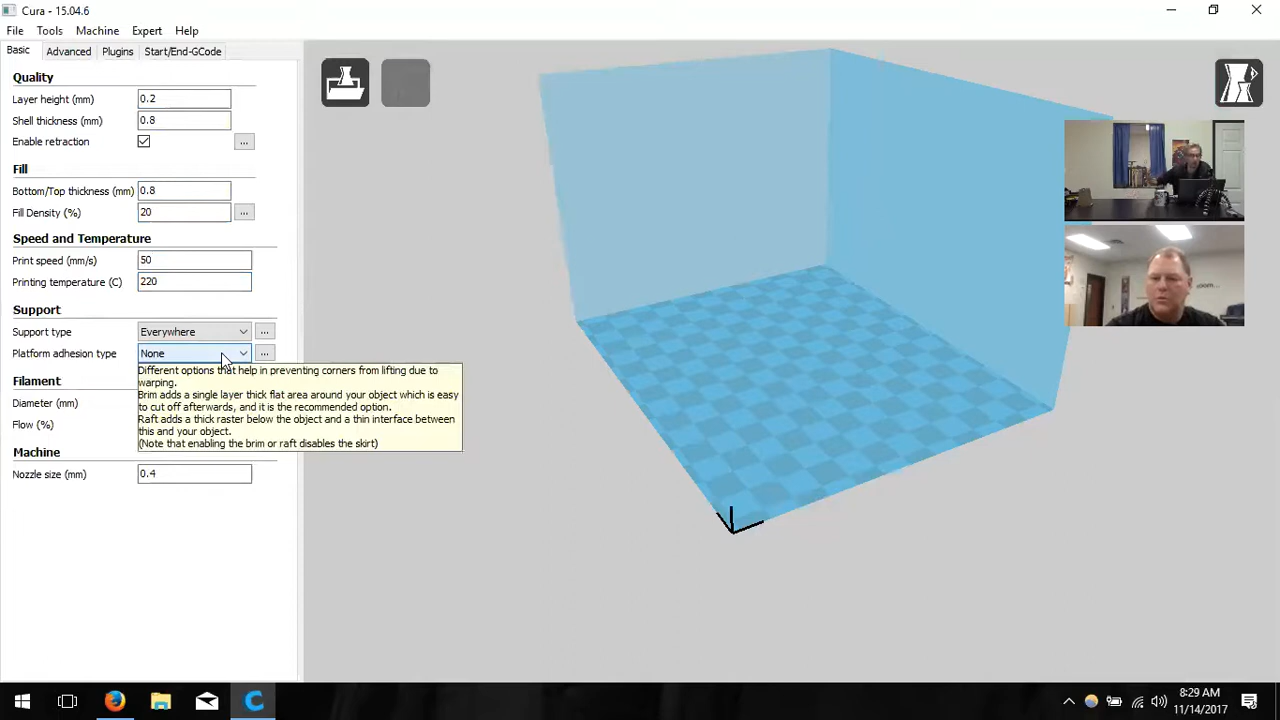 Cura - 15.04.6
File Tools Machine Expert Help
Basic Advanced Plugins Start/End-GCode
Quality
Layer height (mm) 0.2
Shell thickness (mm) 0.8
Enable retraction ...
Fill
Bottom/Top thickness (mm) 0.8
Fill Density (%) 20 ...
Speed and Temperature
Print speed (mm/s) 50
Printing temperature (C) 220
Support
Support type Everywhere ...
Platform adhesion type None ...
Different options that help in preventing corners from lifting due to
warping.
Brim adds a single layer thick flat area around your object which is easy
to cut off afterwards, and it is the recommended option.
Raft adds a thick raster below the object and a thin interface between
this and your object.
(Note that enabling the brim or raft disables the skirt)
Filament
Diameter (mm)
Flow (%)
Machine
Nozzle size (mm) 0.4
8:29 AM
11/14/2017